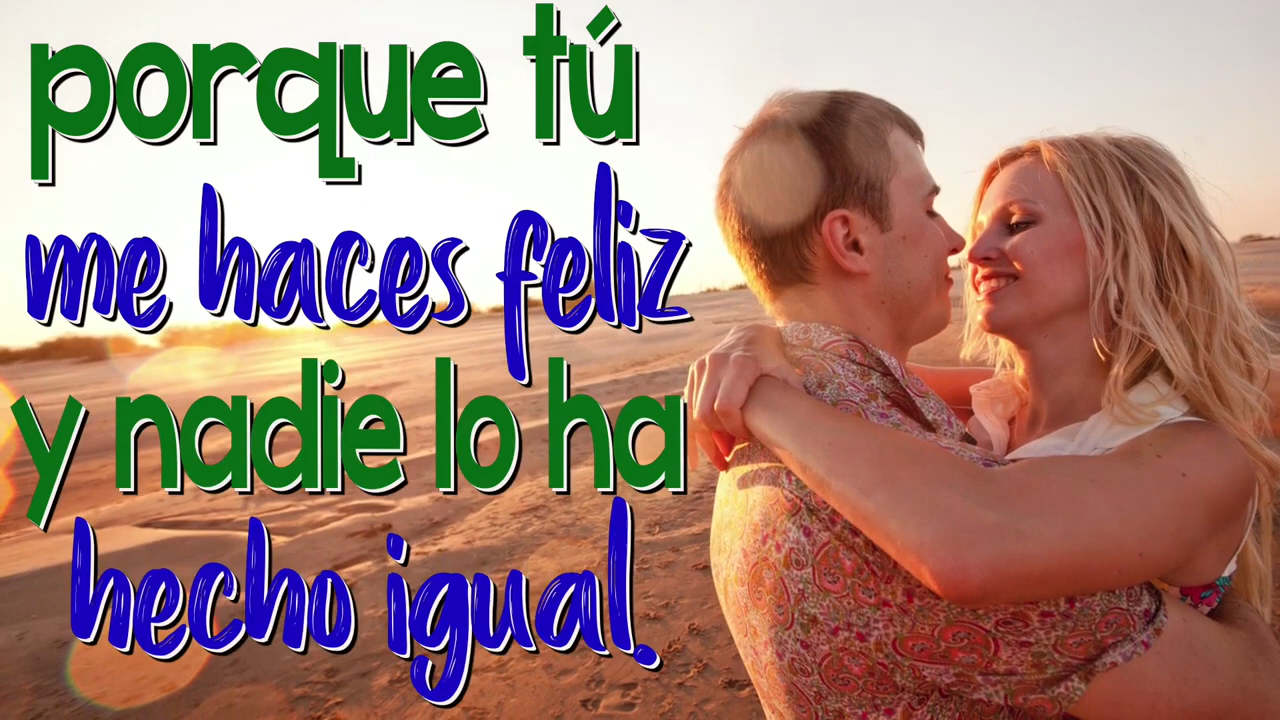 porque tú
me haces feliz
y nadie lo ha
hecho igual.